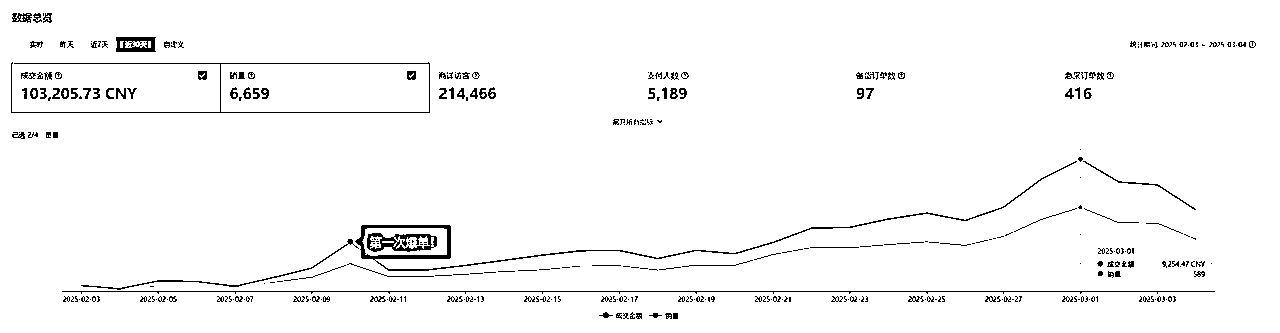 数据总览
实时 昨天 近7天 近30天 自定义
统计时间 2025-02-03 ~ 2025-03-04
成交金额 销量 商详访客 支付人数 备货订单数 急采订单数
103,205.73 CNY 6,659 214,466 5,189 97 416
展开所有指标
已选 2/4 重置
第一次爆单!
2025-03-01
成交金额 9,254.47 CNY
销量 589
2025-02-03 2025-02-05 2025-02-07 2025-02-09 2025-02-11 2025-02-13 2025-02-15 2025-02-17 2025-02-19 2025-02-21 2025-02-23 2025-02-25 2025-02-27 2025-03-01 2025-03-03
成交金额 销量